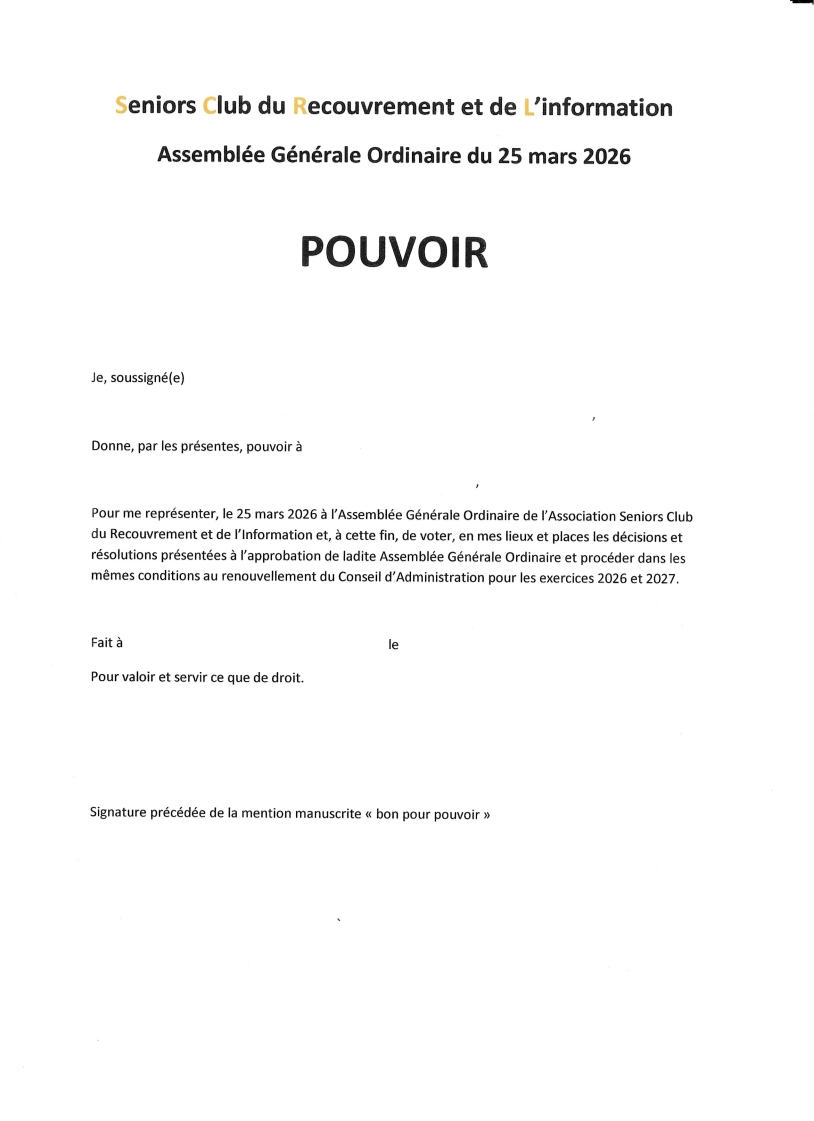 Seniors Club du Recouvrement et de L'information
Assemblée Générale Ordinaire du 25 mars 2026
POUVOIR
Je, soussigné(e)
,
Donne, par les présentes, pouvoir à
,
Pour me représenter, le 25 mars 2026 à l'Assemblée Générale Ordinaire de l'Association Seniors Club
du Recouvrement et de l'Information et, à cette fin, de voter, en mes lieux et places les décisions et
résolutions présentées à l'approbation de ladite Assemblée Générale Ordinaire et procéder dans les
mêmes conditions au renouvellement du Conseil d'Administration pour les exercices 2026 et 2027.
Fait à le
Pour valoir et servir ce que de droit.
Signature précédée de la mention manuscrite « bon pour pouvoir »